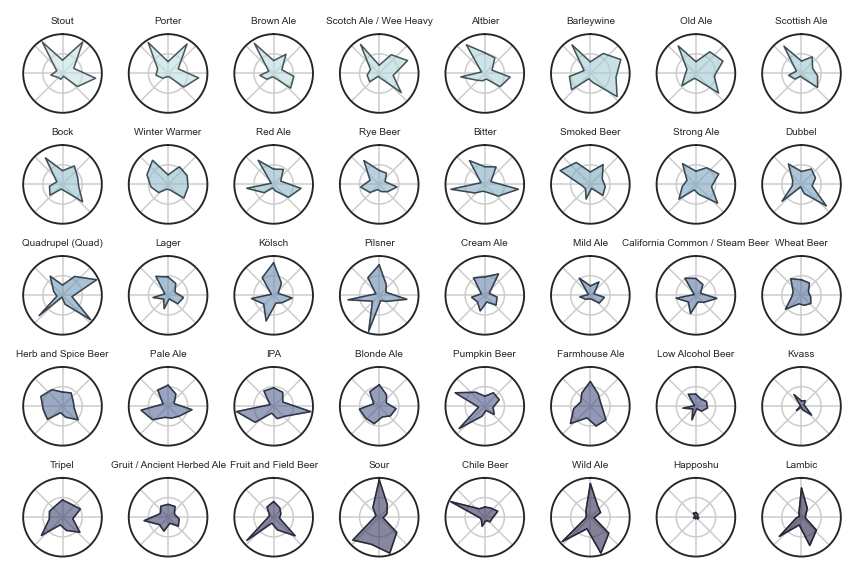 Stout Porter Brown Ale Scotch Ale / Wee Heavy Altbier Barleywine Old Ale Scottish Ale
Bock Winter Warmer Red Ale Rye Beer Bitter Smoked Beer Strong Ale Dubbel
Quadrupel (Quad) Lager Kölsch Pilsner Cream Ale Mild Ale California Common / Steam Beer Wheat Beer
Herb and Spice Beer Pale Ale IPA Blonde Ale Pumpkin Beer Farmhouse Ale Low Alcohol Beer Kvass
Tripel Gruit / Ancient Herbed Ale Fruit and Field Beer Sour Chile Beer Wild Ale Happoshu Lambic